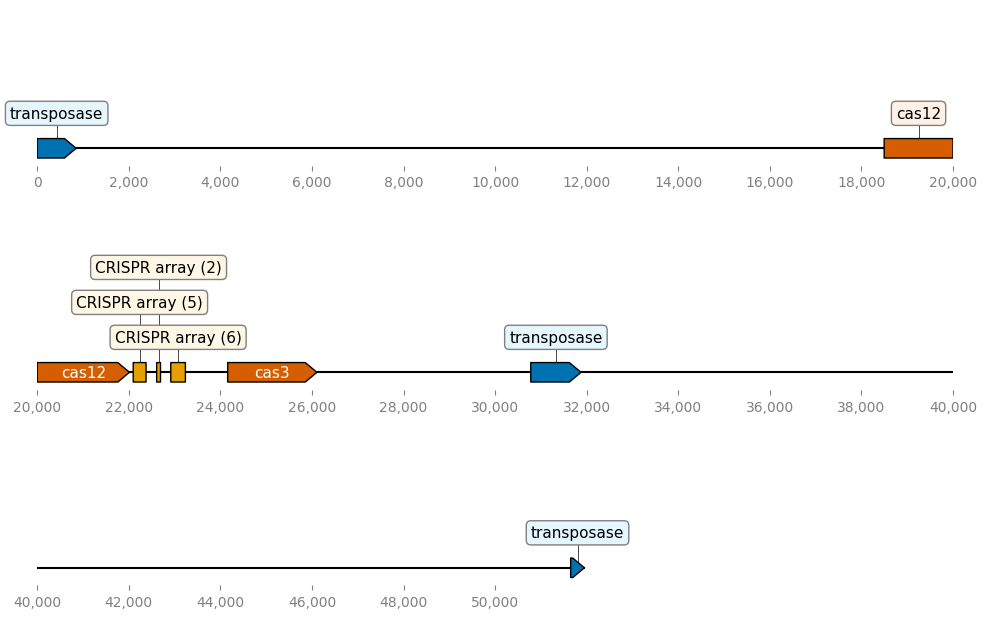 transposase
cas12
0 2,000 4,000 6,000 8,000 10,000 12,000 14,000 16,000 18,000 20,000
CRISPR array (2)
CRISPR array (5)
CRISPR array (6)
transposase
cas12
cas3
20,000 22,000 24,000 26,000 28,000 30,000 32,000 34,000 36,000 38,000 40,000
transposase
40,000 42,000 44,000 46,000 48,000 50,000